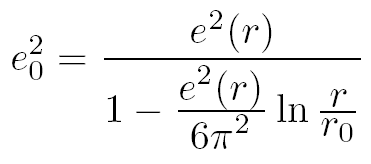 e_0^2 = \frac{e^2(r)}{1 - \frac{e^2(r)}{6\pi^2} \ln \frac{r}{r_0}}